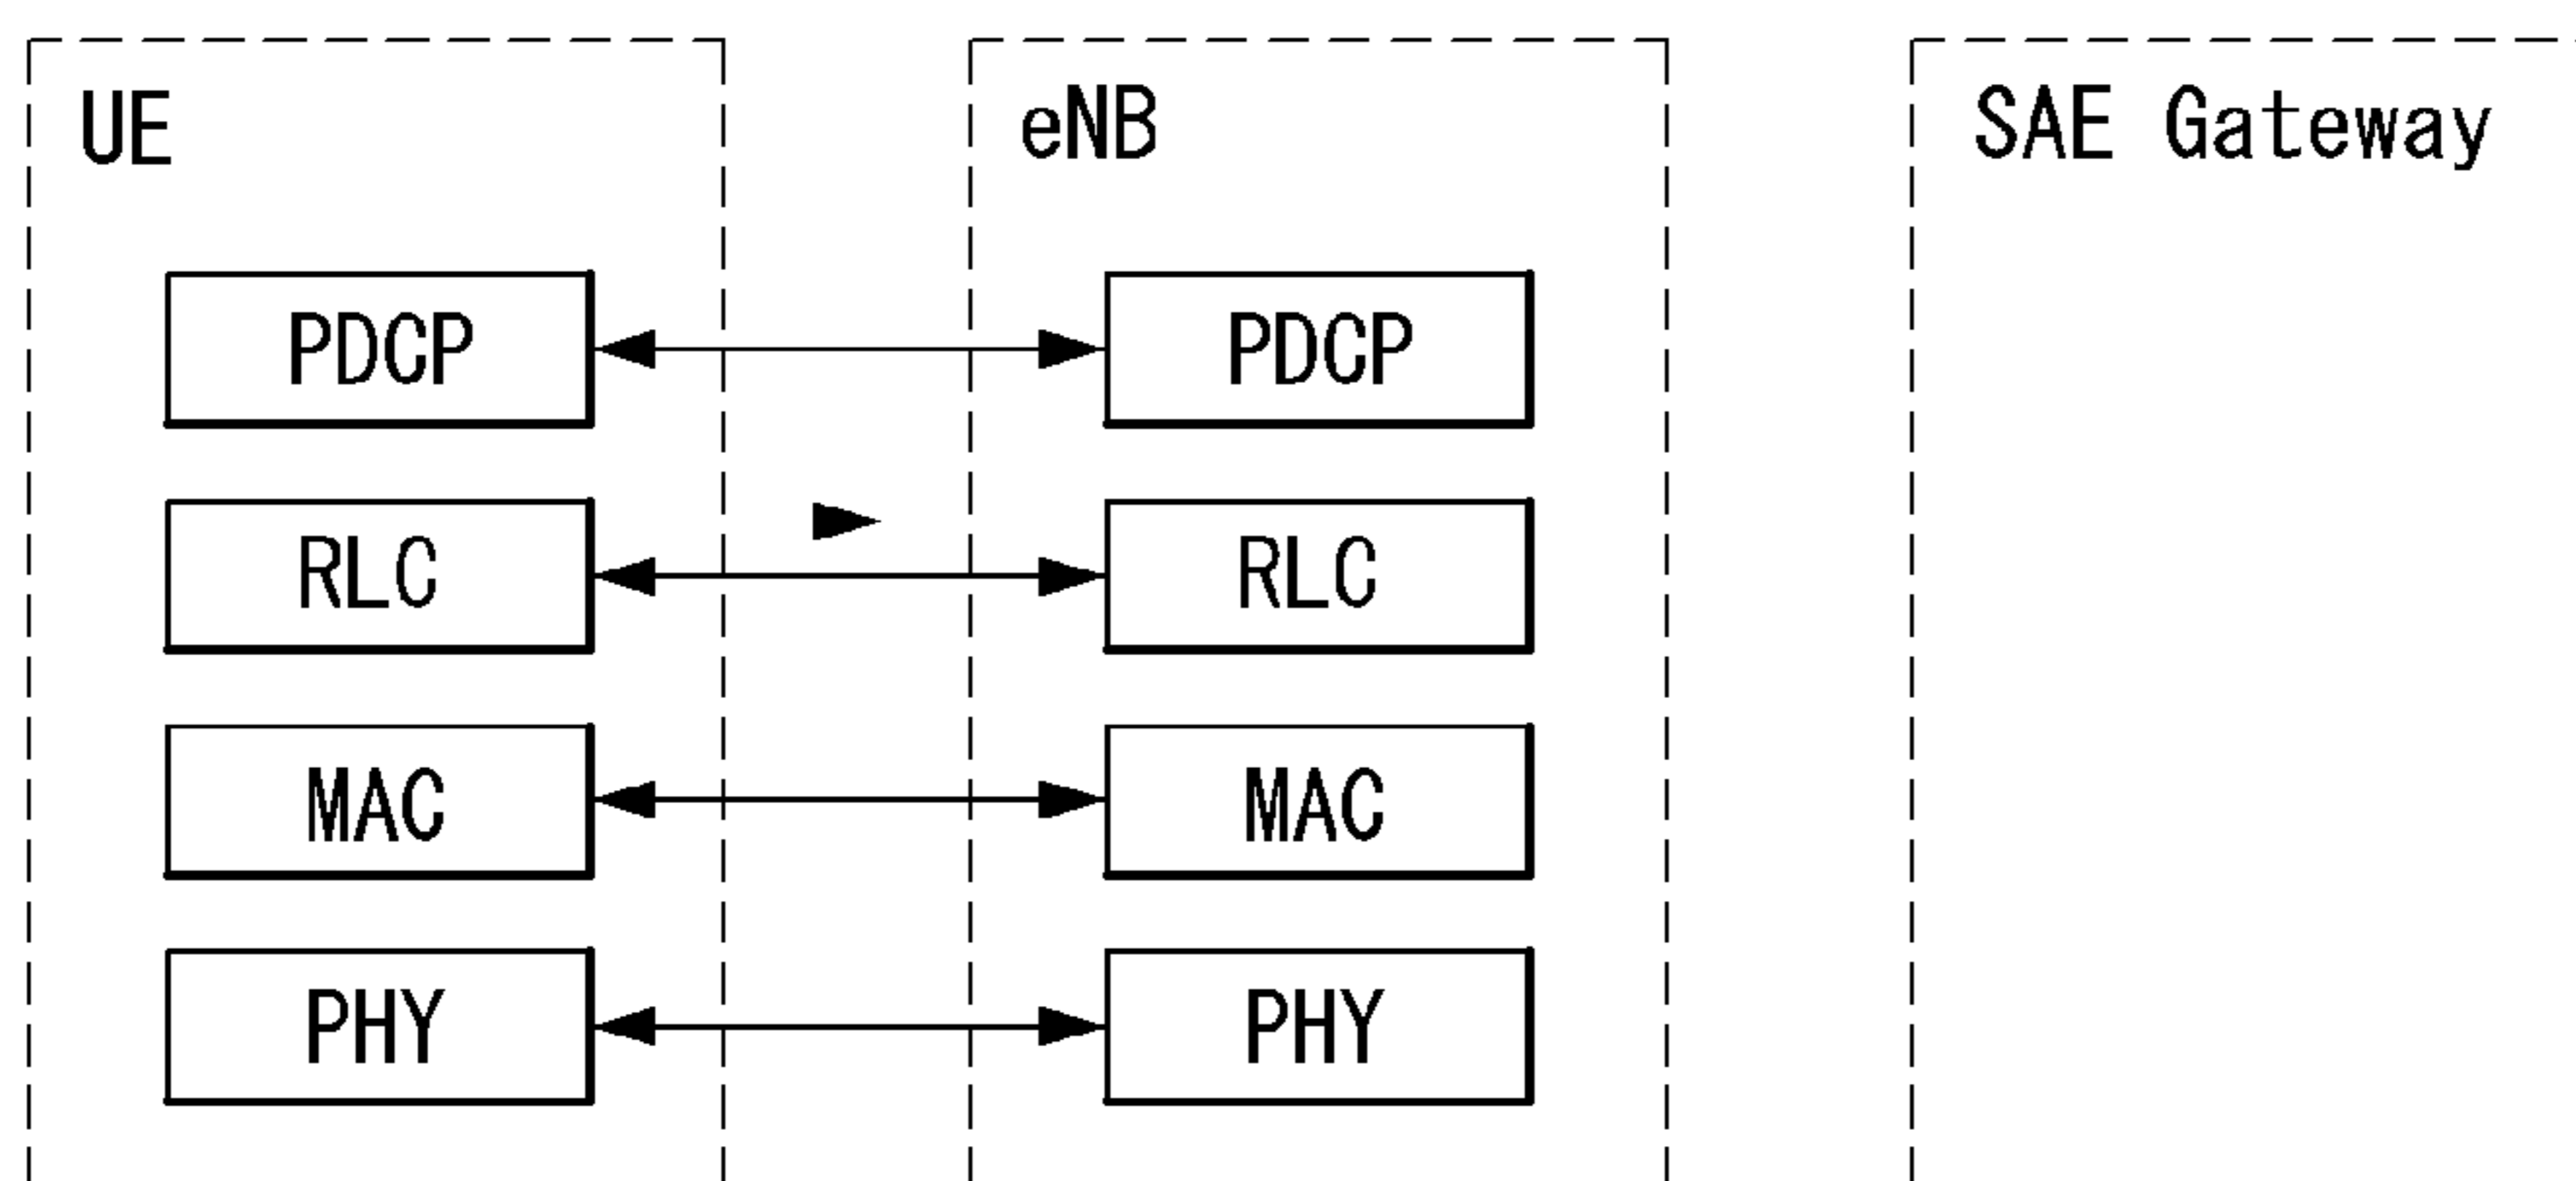 UE
eNB
SAE Gateway
PDCP
PDCP
RLC
RLC
MAC
MAC
PHY
PHY